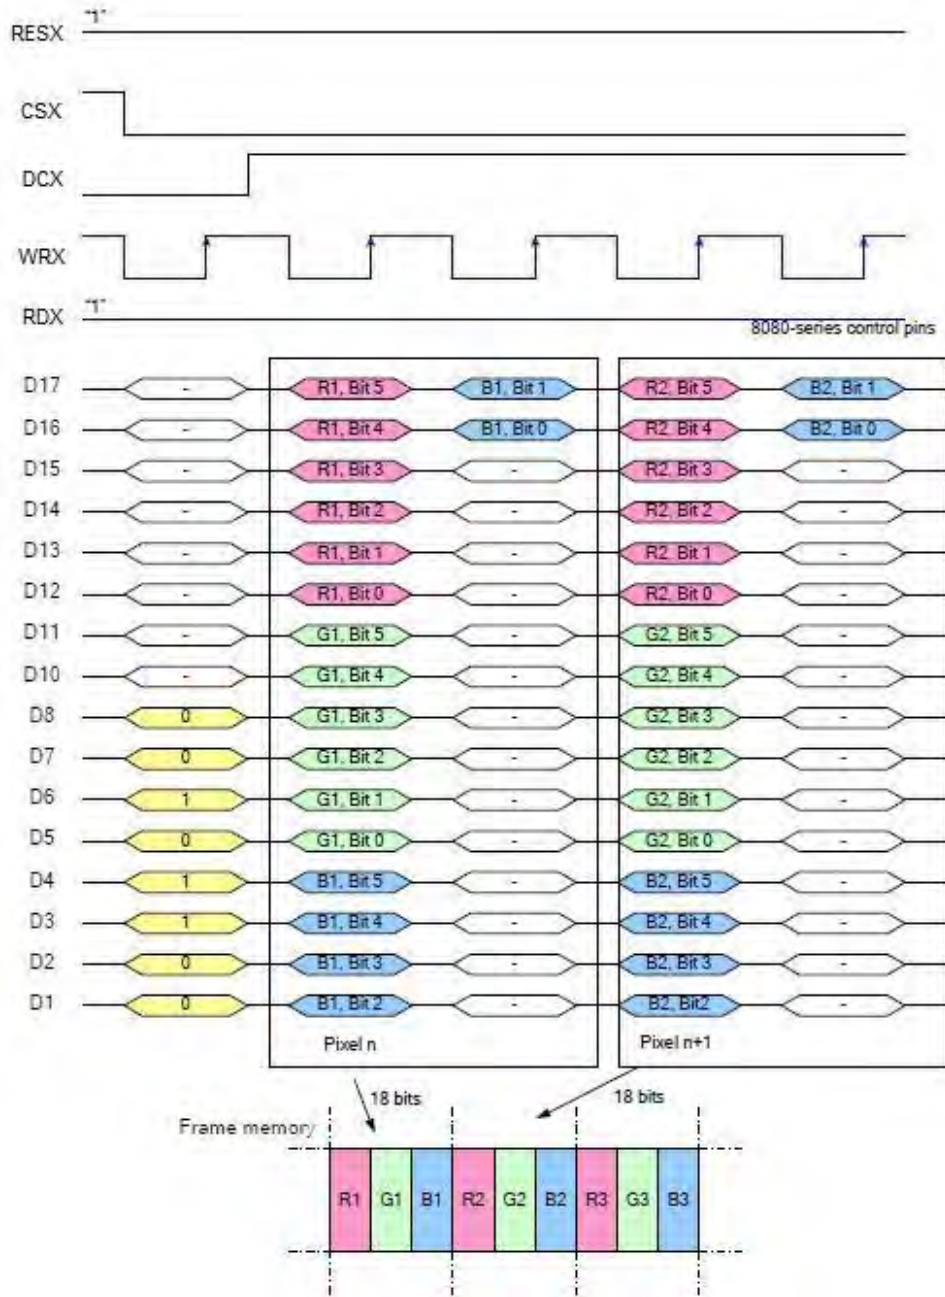 RESX "1"
CSX
DCX
WRX
RDX "1"
8080-series control pins
D17 - R1, Bit 5 B1, Bit 1 R2, Bit 5 B2, Bit 1
D16 - R1, Bit 4 B1, Bit 0 R2, Bit 4 B2, Bit 0
D15 - R1, Bit 3 - R2, Bit 3 -
D14 - R1, Bit 2 - R2, Bit 2 -
D13 - R1, Bit 1 - R2, Bit 1 -
D12 - R1, Bit 0 - R2, Bit 0 -
D11 - G1, Bit 5 - G2, Bit 5 -
D10 - G1, Bit 4 - G2, Bit 4 -
D8 0 G1, Bit 3 - G2, Bit 3 -
D7 0 G1, Bit 2 - G2, Bit 2 -
D6 1 G1, Bit 1 - G2, Bit 1 -
D5 0 G1, Bit 0 - G2, Bit 0 -
D4 1 B1, Bit 5 - B2, Bit 5 -
D3 1 B1, Bit 4 - B2, Bit 4 -
D2 0 B1, Bit 3 - B2, Bit 3 -
D1 0 B1, Bit 2 - B2, Bit2 -
Pixel n Pixel n+1
18 bits 18 bits
Frame memory
R1 G1 B1 R2 G2 B2 R3 G3 B3